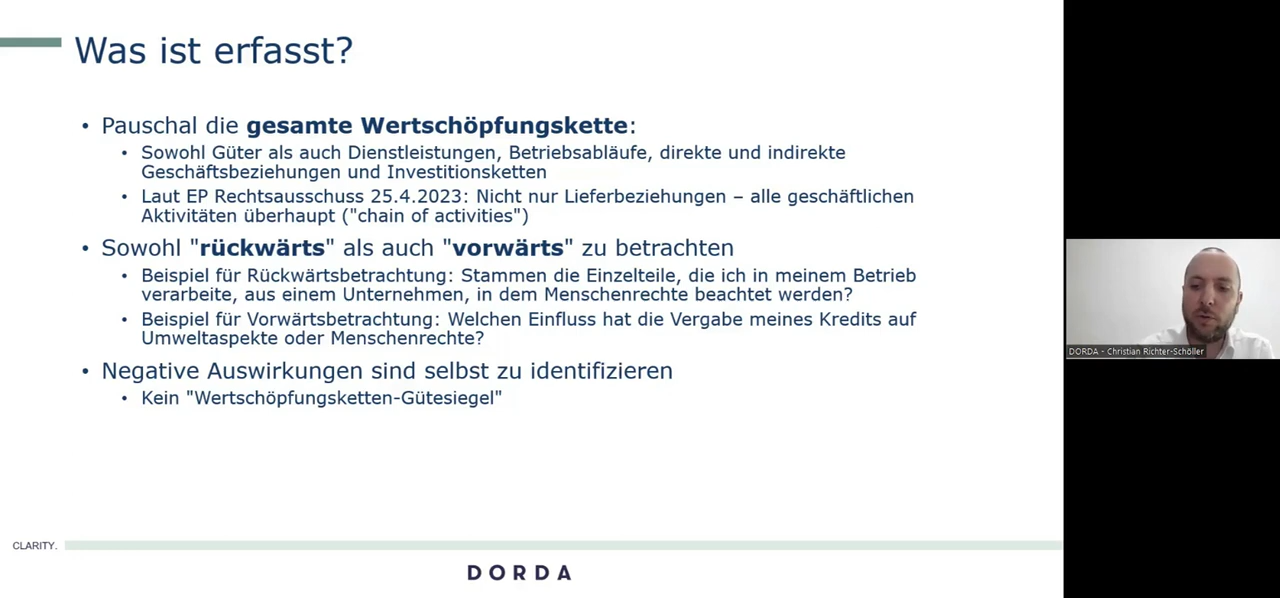 Was ist erfasst?
• Pauschal die gesamte Wertschöpfungskette:
• Sowohl Güter als auch Dienstleistungen, Betriebsabläufe, direkte und indirekte
Geschäftsbeziehungen und Investitionsketten
• Laut EP Rechtsausschuss 25.4.2023: Nicht nur Lieferbeziehungen – alle geschäftlichen
Aktivitäten überhaupt ("chain of activities")
• Sowohl "rückwärts" als auch "vorwärts" zu betrachten
• Beispiel für Rückwärtsbetrachtung: Stammen die Einzelteile, die ich in meinem Betrieb
verarbeite, aus einem Unternehmen, in dem Menschenrechte beachtet werden?
• Beispiel für Vorwärtsbetrachtung: Welchen Einfluss hat die Vergabe meines Kredits auf
Umweltaspekte oder Menschenrechte?
• Negative Auswirkungen sind selbst zu identifizieren
• Kein "Wertschöpfungsketten-Gütesiegel"
CLARITY.
DORDA
DORDA - Christian Richter-Schöller